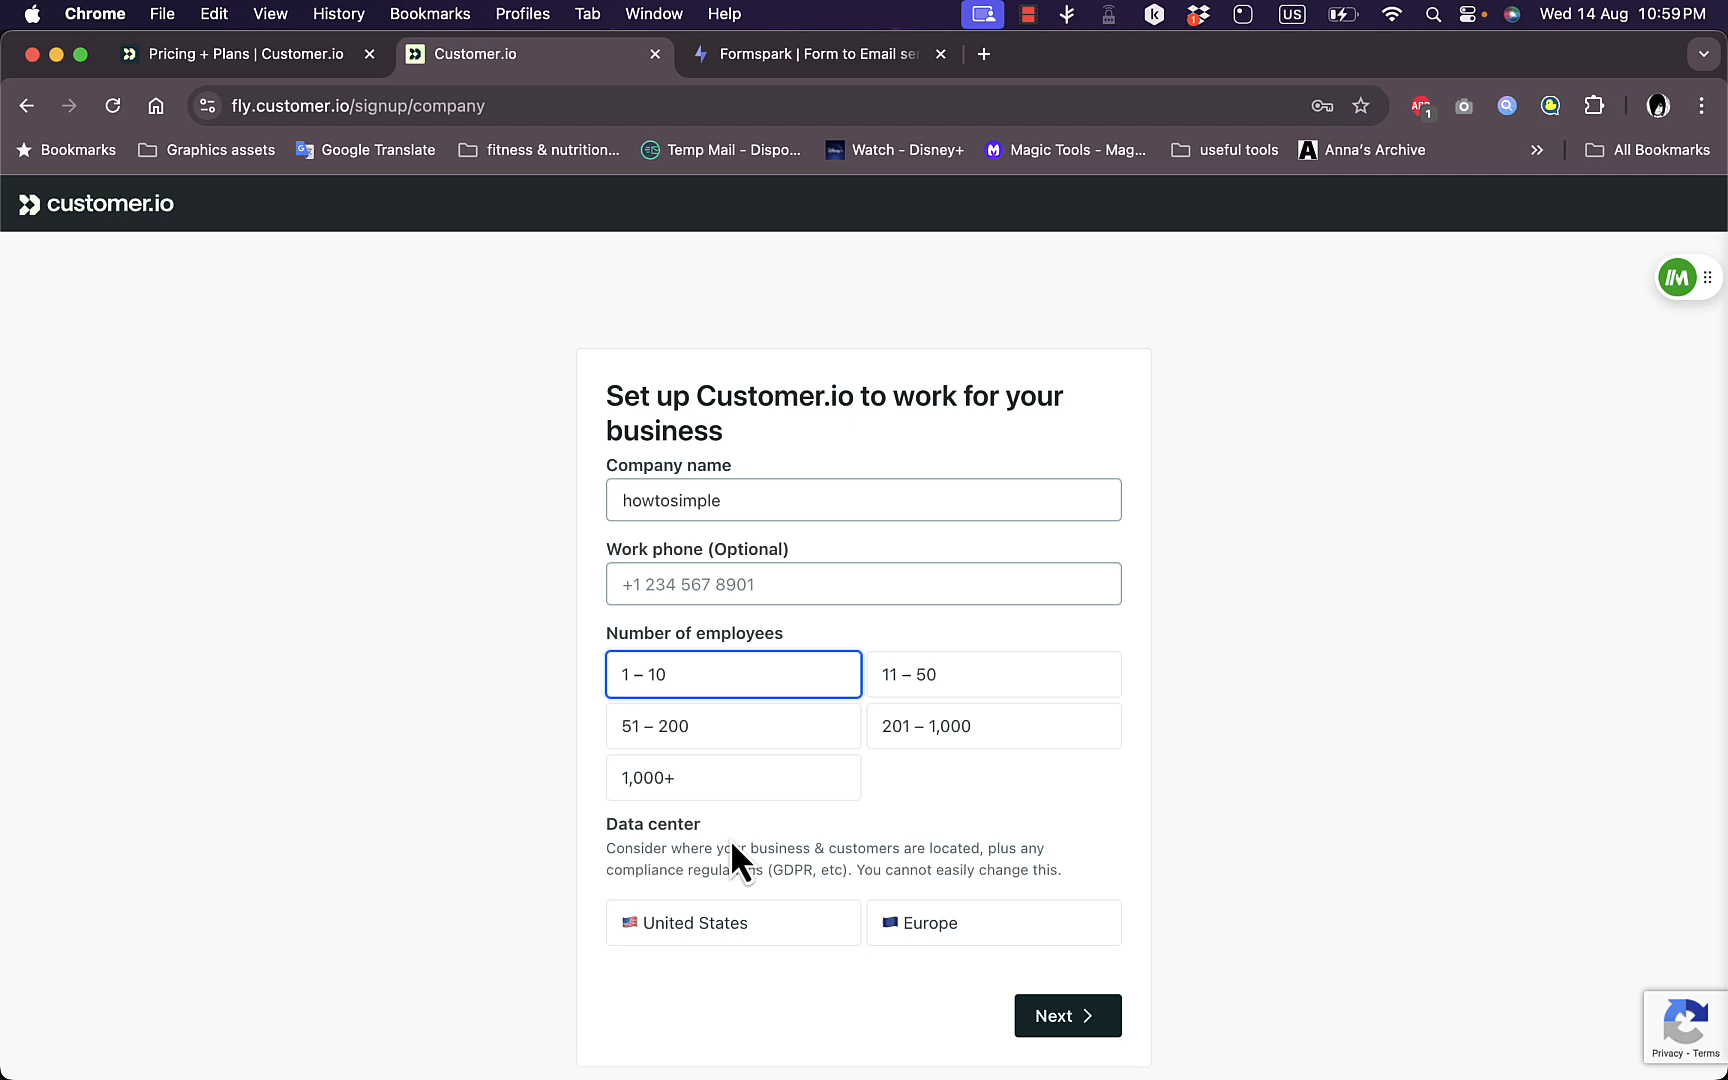 Chrome File Edit View History Bookmarks Profiles Tab Window Help US Wed 14 Aug 10:59 PM
Pricing + Plans | Customer.io Customer.io Formspark | Form to Email se
fly.customer.io/signup/company
Bookmarks Graphics assets Google Translate fitness & nutrition... Temp Mail - Dispo... Watch - Disney+ Magic Tools - Mag... useful tools Anna's Archive All Bookmarks
customer.io
Set up Customer.io to work for your
business
Company name
howtosimple
Work phone (Optional)
+1 234 567 8901
Number of employees
1 – 10
11 – 50
51 – 200
201 – 1,000
1,000+
Data center
Consider where your business & customers are located, plus any
compliance (GDPR, etc). You cannot easily change this.
United States
Europe
Next
Privacy - Terms